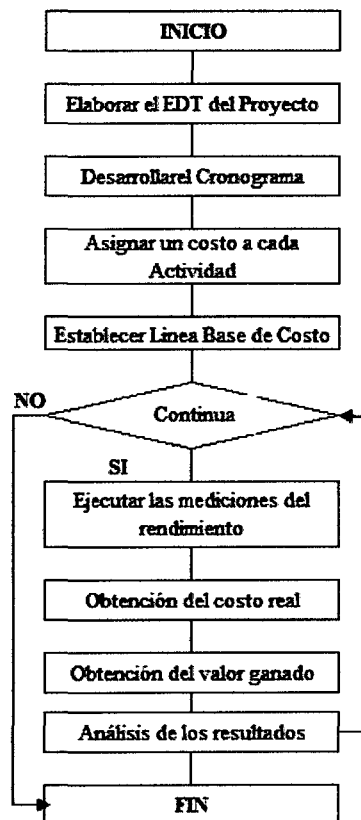 INICIO
Elaborar el EDT del Proyecto
Desarrollarel Cronograma
Asignar un costo a cada
Actividad
Establecer Linea Base de Costo
NO
Continua
SI
Ejecutar las mediciones del
rendimiento
Obtención del costo real
Obtención del valor ganado
Análisis de los resultados
FIN